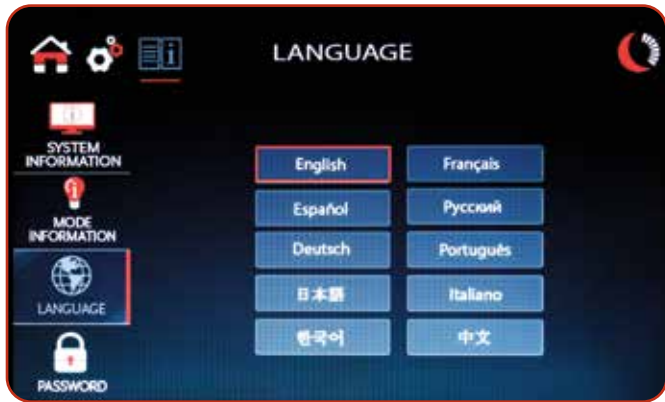 LANGUAGE
SYSTEM
INFORMATION
MODE
INFORMATION
LANGUAGE
PASSWORD
English
Français
Español
Русский
Deutsch
Português
日本語
Italiano
한국어
中文